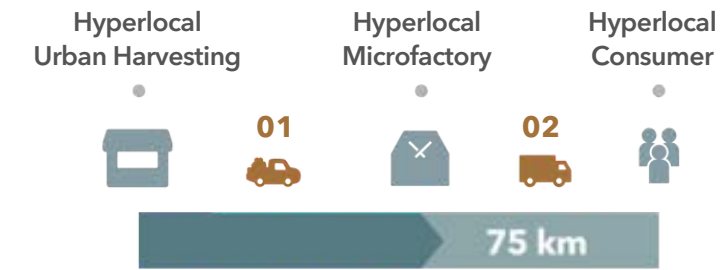 Hyperlocal
Urban Harvesting
Hyperlocal
Microfactory
Hyperlocal
Consumer
01
02
75 km